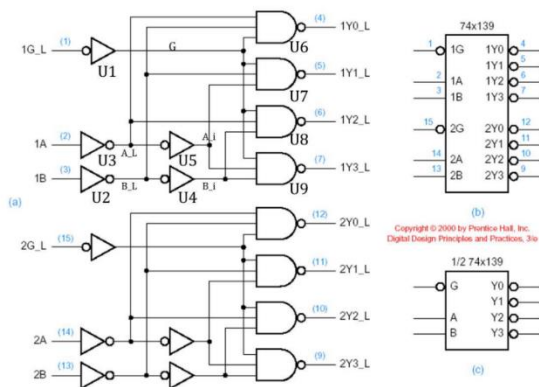 (4)
1Y0_L
(1)
1G_L
G
U1
U6
(5)
1Y1_L
U7
(6)
1Y2_L
(2)
1A
U3
A_L
U5
A_i
U8
(3)
1B
U2
B_L
U4
B_i
(7)
1Y3_L
U9
(a)
(12)
2Y0_L
2G_L
(15)
(11)
2Y1_L
(10)
2Y2_L
2A
(14)
2B
(13)
(9)
2Y3_L
74x139
1
1G
1Y0
4
1Y1
5
2
1A
1Y2
6
3
1B
1Y3
7
15
2G
2Y0
12
2Y1
11
14
2A
2Y2
10
13
2B
2Y3
9
(b)
Copyright © 2000 by Prentice Hall, Inc.
Digital Design Principles and Practices, 3/e
1/2 74x139
G
Y0
Y1
A
Y2
B
Y3
(c)